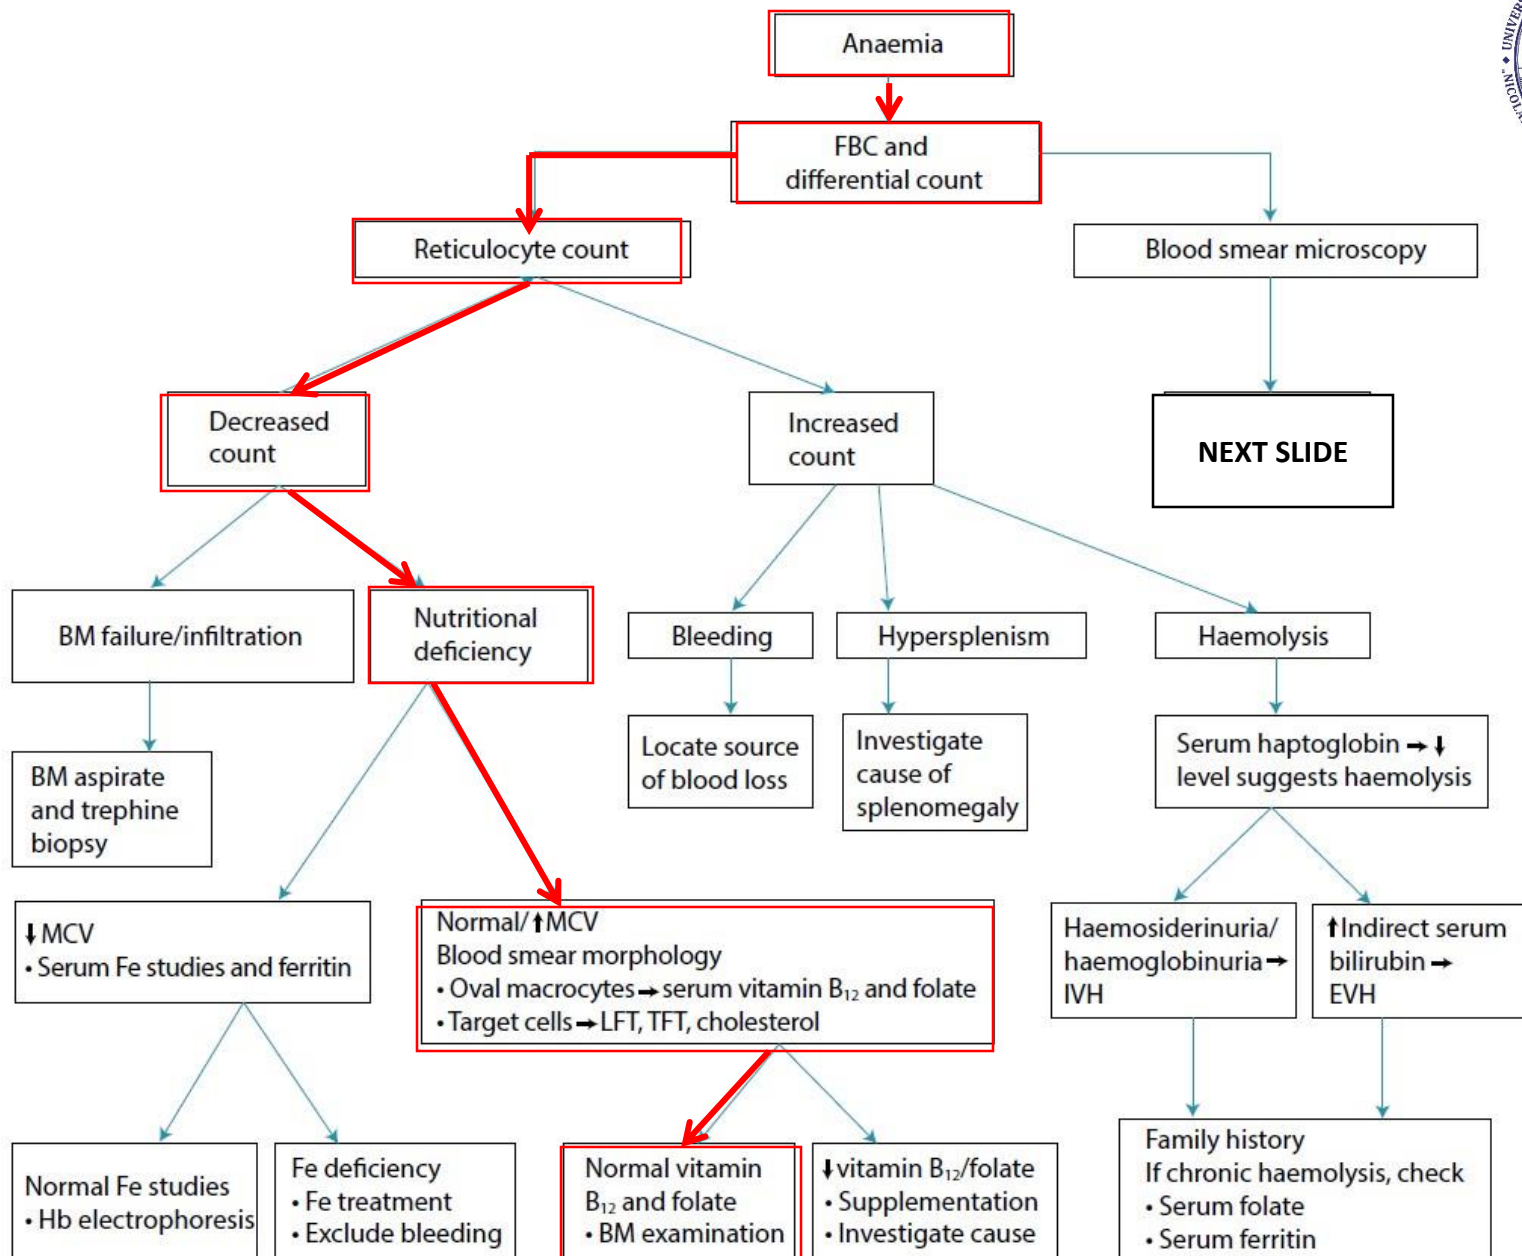 Anaemia
UNIVERS
"NICOLA
FBC and
differential count
Reticulocyte count
Blood smear microscopy
Decreased
count
Increased
count
NEXT SLIDE
BM failure/infiltration
Nutritional
deficiency
Bleeding
Hypersplenism
Haemolysis
BM aspirate
and trephine
biopsy
Locate source
of blood loss
Investigate
cause of
splenomegaly
Serum haptoglobin → ↓
level suggests haemolysis
↓ MCV
• Serum Fe studies and ferritin
Normal/ ↑ MCV
Blood smear morphology
• Oval macrocytes → serum vitamin B₁₂ and folate
• Target cells → LFT, TFT, cholesterol
Haemosiderinuria/
haemoglobinuria →
IVH
↑ Indirect serum
bilirubin →
EVH
Normal Fe studies
• Hb electrophoresis
Fe deficiency
• Fe treatment
• Exclude bleeding
Normal vitamin
B₁₂ and folate
• BM examination
↓ vitamin B₁₂/folate
• Supplementation
• Investigate cause
Family history
If chronic haemolysis, check
• Serum folate
• Serum ferritin